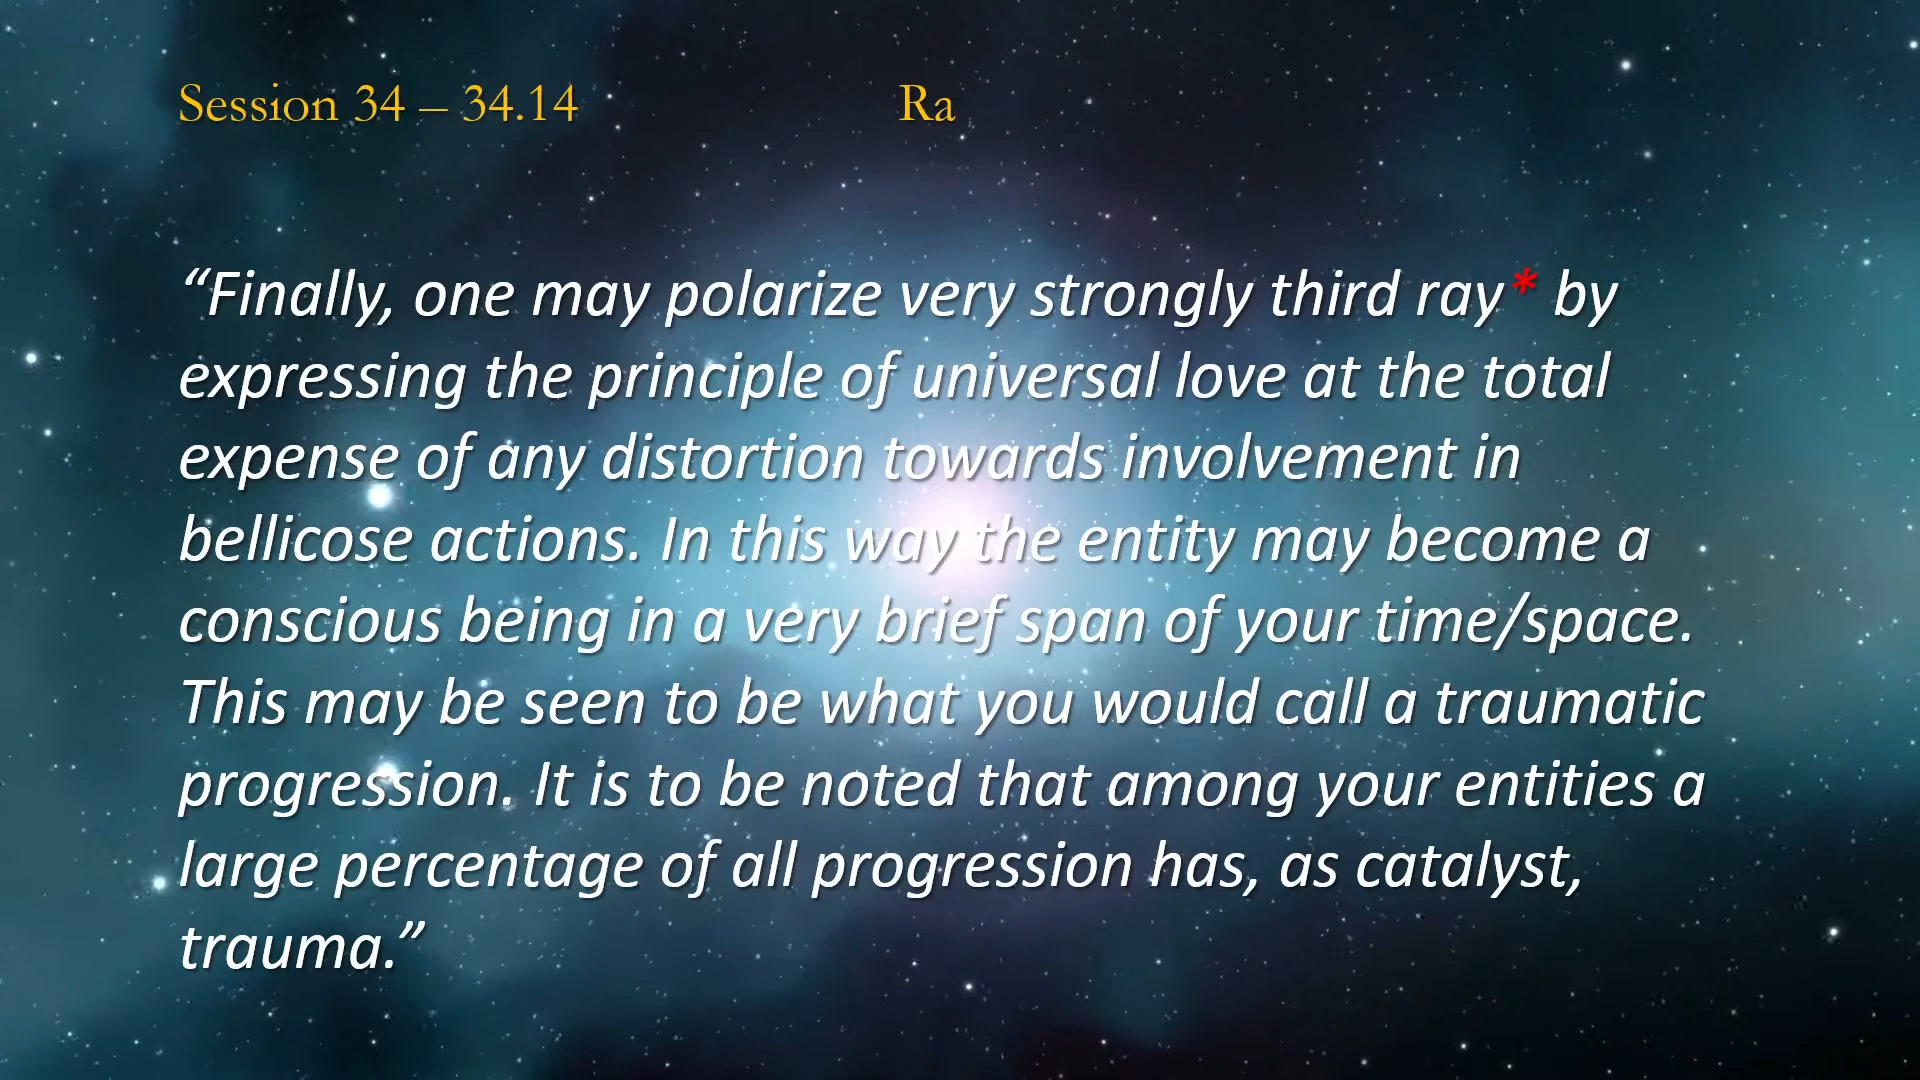 Session 34 – 34.14 Ra
“Finally, one may polarize very strongly third ray* by
expressing the principle of universal love at the total
expense of any distortion towards involvement in
bellicose actions. In this way the entity may become a
conscious being in a very brief span of your time/space.
This may be seen to be what you would call a traumatic
progression. It is to be noted that among your entities a
large percentage of all progression has, as catalyst,
trauma.”